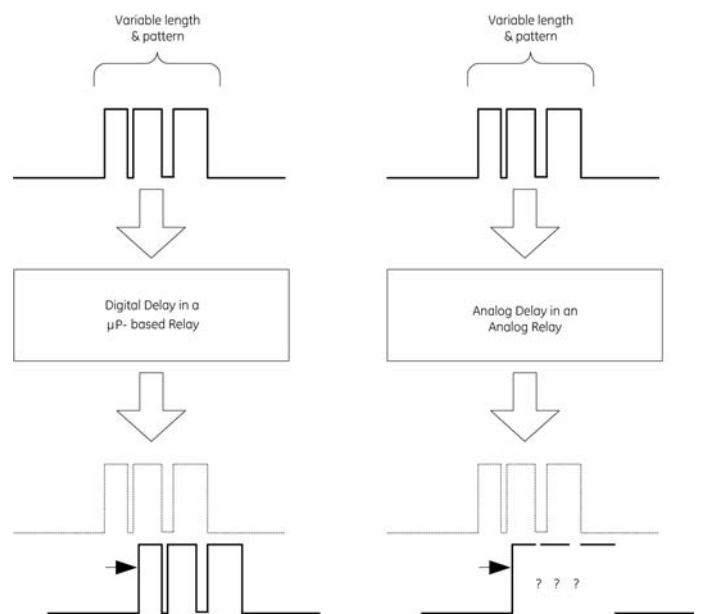 Variable length
& pattern
Variable length
& pattern
Digital Delay in a
µP- based Relay
Analog Delay in an
Analog Relay
? ? ?